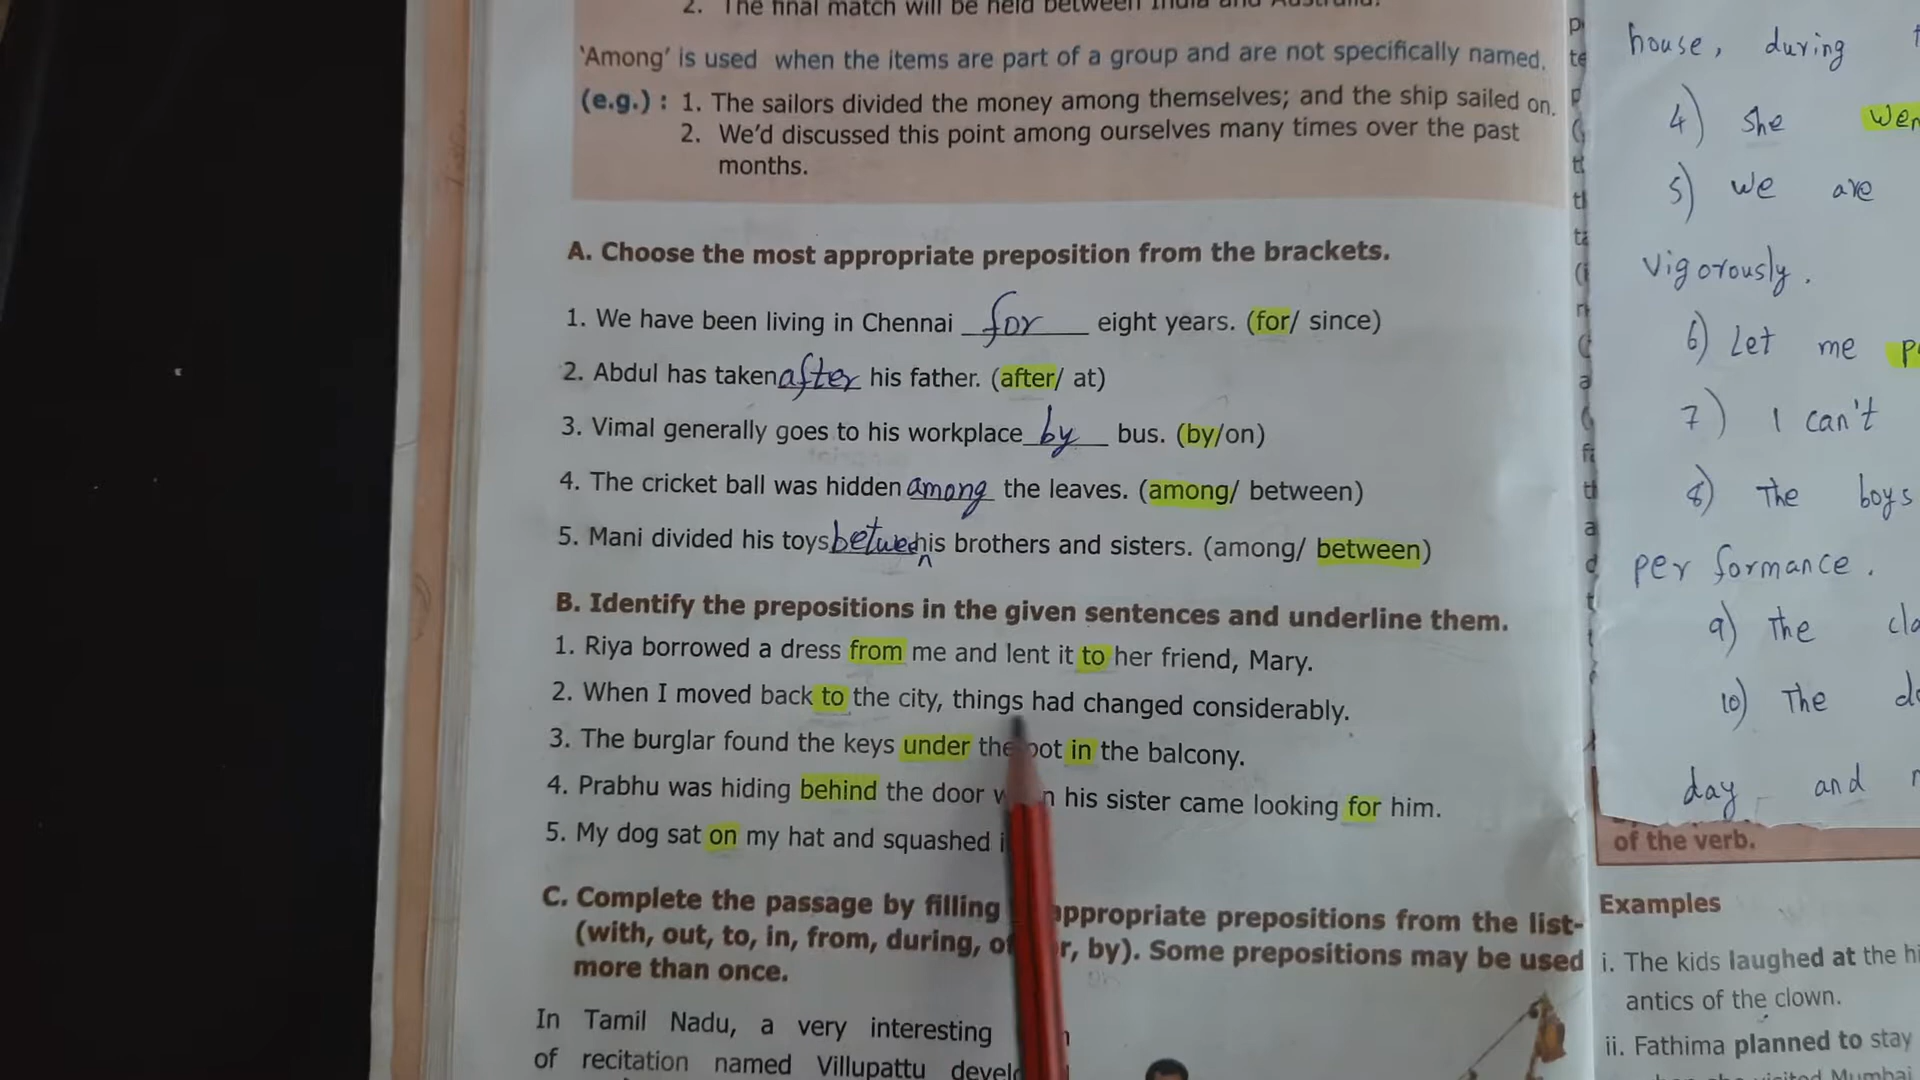 2. The final match will be held between India and Australia.
'Among' is used when the items are part of a group and are not specifically named.
(e.g.) : 1. The sailors divided the money among themselves; and the ship sailed on.
2. We'd discussed this point among ourselves many times over the past
months.
A. Choose the most appropriate preposition from the brackets.
1. We have been living in Chennai for eight years. (for/ since)
2. Abdul has taken after his father. (after/ at)
3. Vimal generally goes to his workplace by bus. (by/on)
4. The cricket ball was hidden among the leaves. (among/ between)
5. Mani divided his toys between his brothers and sisters. (among/ between)
B. Identify the prepositions in the given sentences and underline them.
1. Riya borrowed a dress from me and lent it to her friend, Mary.
2. When I moved back to the city, things had changed considerably.
3. The burglar found the keys under the pot in the balcony.
4. Prabhu was hiding behind the door his sister came looking for him.
5. My dog sat on my hat and squashed
C. Complete the passage by filling appropriate prepositions from the list-
(with, out, to, in, from, during, by). Some prepositions may be used
more than once.
In Tamil Nadu, a very interesting
of recitation named Villupattu
house, during
4) she
5) we are
vigorously.
6) Let me
7) I can't
8) The boys
performance.
9) The
10) The
day and
of the verb.
Examples
i. The kids laughed at the
antics of the clown.
ii. Fathima planned to stay
visited Mumbai